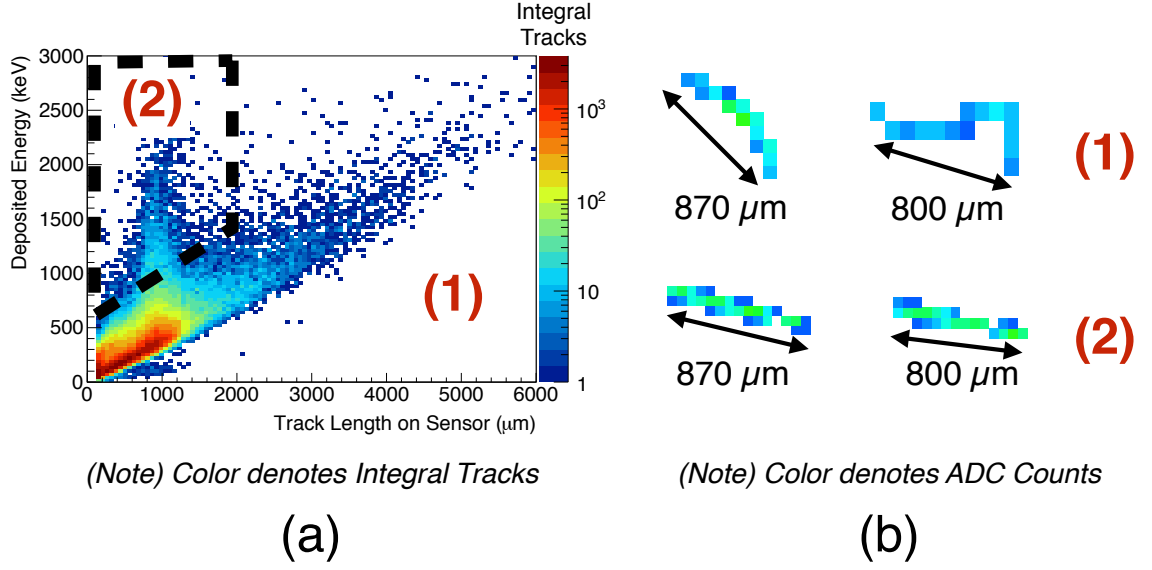 Integral
Tracks
3000
2500
2000
1500
1000
500
0
Deposited Energy (keV)
0 1000 2000 3000 4000 5000 6000
Track Length on Sensor (μm)
10³
10²
10
1
(2)
(1)
(Note) Color denotes Integral Tracks
(a)
870 μm
800 μm
(1)
870 μm
800 μm
(2)
(Note) Color denotes ADC Counts
(b)